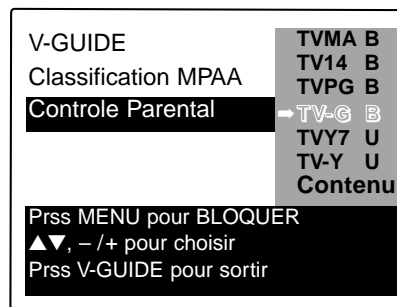 V-GUIDE
Classification MPAA
Controle Parental
TVMA B
TV14 B
TVPG B
➡TV-G B
TVY7 U
TV-Y U
Contenu
Prss MENU pour BLOQUER
▲▼, – /+ pour choisir
Prss V-GUIDE pour sortir